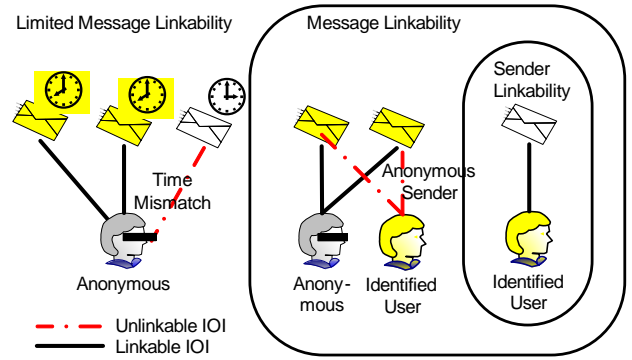 Limited Message Linkability
Message Linkability
Sender
Linkability
Time
Mismatch
Anonymous
Sender
Anonymous
Anony-
mous
Identified
User
Identified
User
Unlinkable IOI
Linkable IOI